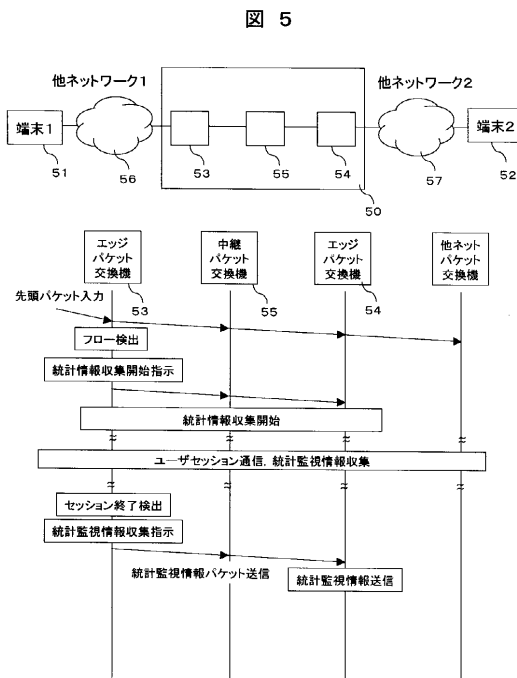 図 5
他ネットワーク1
他ネットワーク2
端末1
端末2
51
56
53
55
54
50
57
52
エッジ
パケット
交換機
中継
パケット
交換機
エッジ
パケット
交換機
他ネット
パケット
交換機
53
55
54
先頭パケット入力
フロー検出
統計情報収集開始指示
統計情報収集開始
ユーザセッション通信, 統計監視情報収集
セッション終了検出
統計監視情報収集指示
統計監視情報パケット送信
統計監視情報送信